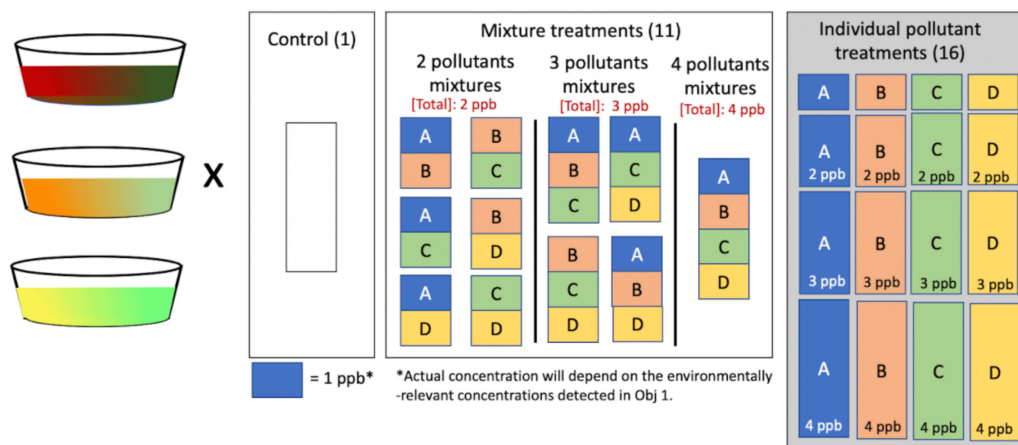 Control (1)
X
Mixture treatments (11)
2 pollutants
mixtures
[Total]: 2 ppb
A
B
B
C
A
C
B
D
A
D
C
D
3 pollutants
mixtures
[Total]: 3 ppb
A
B
C
A
C
D
B
C
D
A
B
D
4 pollutants
mixtures
[Total]: 4 ppb
A
B
C
D
Individual pollutant
treatments (16)
A B C D
A B C D
2 ppb 2 ppb 2 ppb 2 ppb
A B C D
3 ppb 3 ppb 3 ppb 3 ppb
A B C D
4 ppb 4 ppb 4 ppb 4 ppb
= 1 ppb*
*Actual concentration will depend on the environmentally
-relevant concentrations detected in Obj 1.